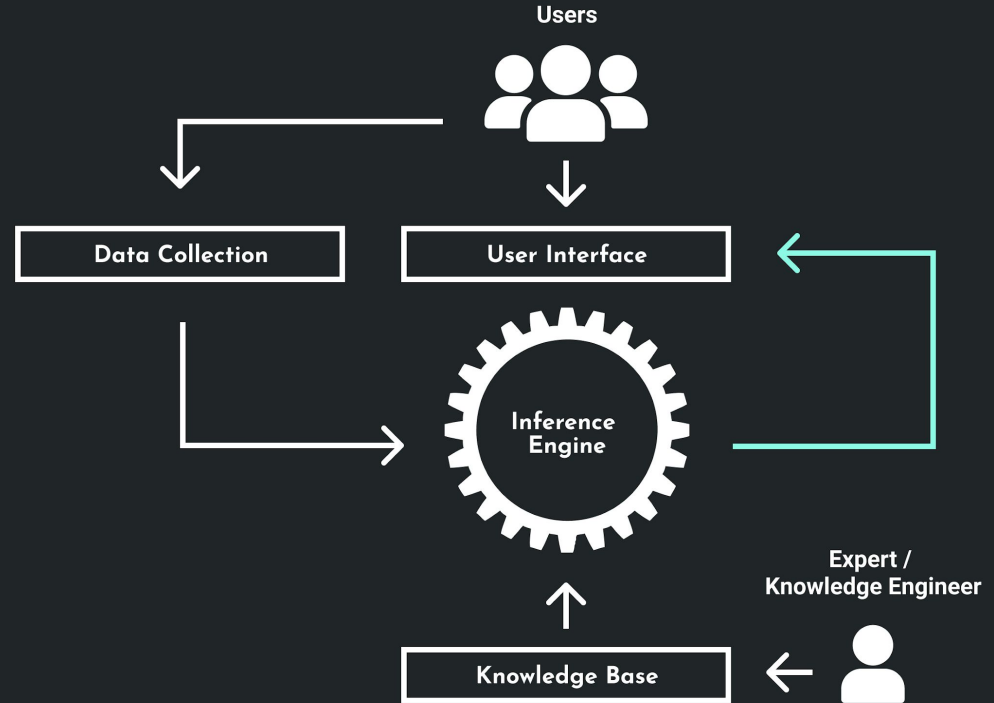 Users
Data Collection
User Interface
Inference
Engine
Expert /
Knowledge Engineer
Knowledge Base